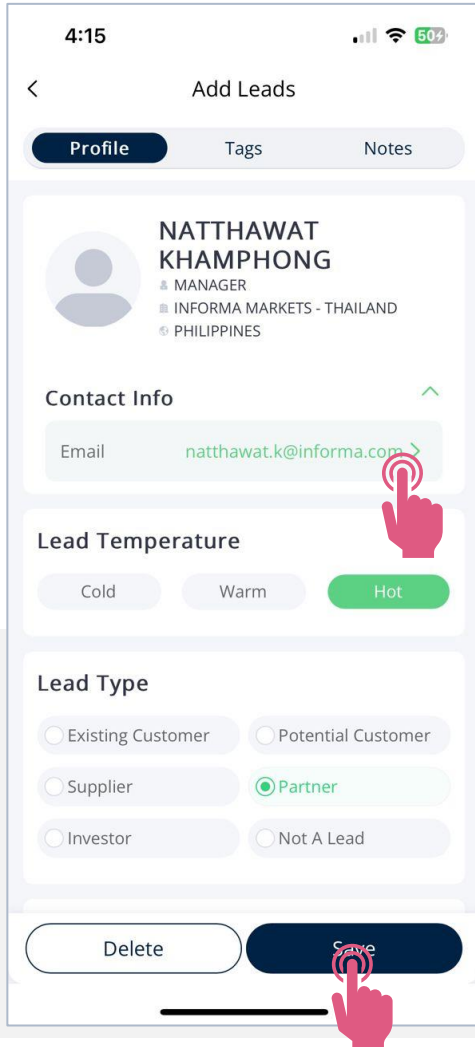 4:15
50
Add Leads
Profile Tags Notes
NATTHAWAT
KHAMPHONG
MANAGER
INFORMA MARKETS - THAILAND
PHILIPPINES
Contact Info
Email natthawat.k@informa.com
Lead Temperature
Cold Warm Hot
Lead Type
Existing Customer Potential Customer
Supplier Partner
Investor Not A Lead
Delete Save